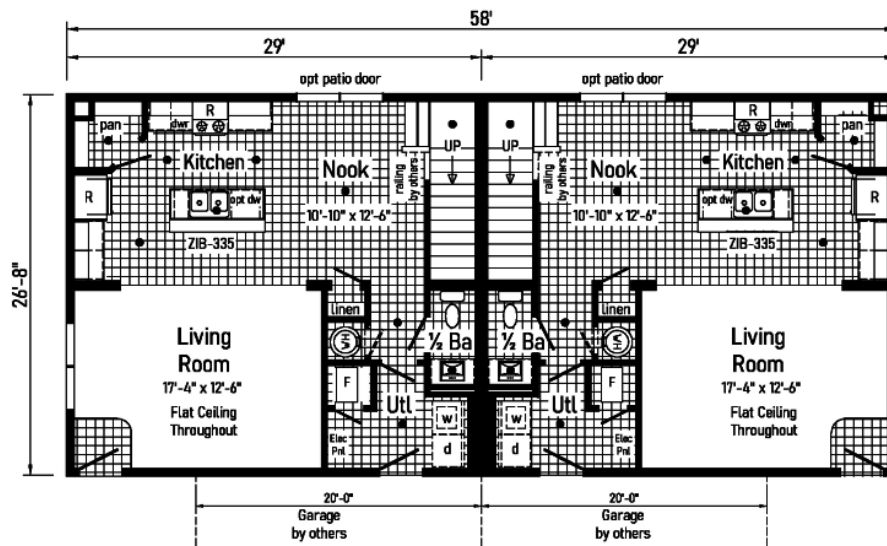 58'
29'
29'
opt patio door
opt patio door
26'-8"
pan
dwr
R
UP
UP
R
dwr
pan
Kitchen
Nook
railing
by others
railing
by others
Nook
Kitchen
R
opt dw
10'-10" x 12'-6"
10'-10" x 12'-6"
opt dw
R
ZIB-335
ZIB-335
linen
linen
Living
Room
17'-4" x 12'-6"
Flat Ceiling
Throughout
WH
½ Ba
½ Ba
WH
Living
Room
17'-4" x 12'-6"
Flat Ceiling
Throughout
F
Utl
Utl
F
Elec
Pnl
w
d
w
d
Elec
Pnl
20'-0"
20'-0"
Garage
by others
Garage
by others